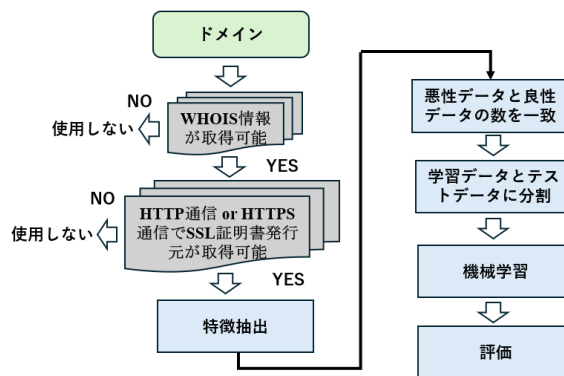 ドメイン
NO
WHOIS情報
が取得可能
使用しない
YES
NO
HTTP通信 or HTTPS
通信でSSL証明書発行
元が取得可能
使用しない
YES
特徴抽出
悪性データと良性
データの数を一致
学習データとテス
トデータに分割
機械学習
評価